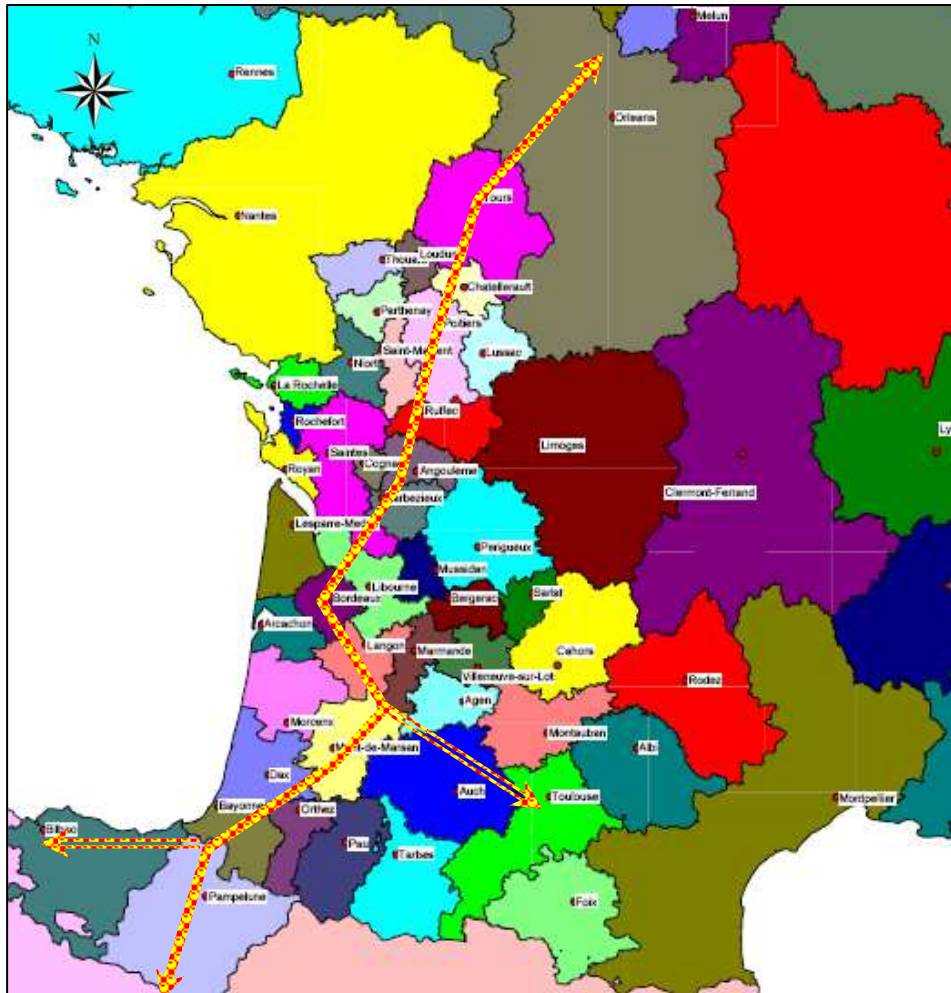 Melun
N
Rennes
Orleans
Tours
Nantes
Loudun
Thouars
Chatellerault
Parthenay
Poitiers
Saint-Maixent
Lussac
Niort
La Rochelle
Ruffec
Rochefort
Limoges
Ly
Saintes
Cognac
Royan
Angouleme
Clermont-Ferrand
Barbezieux
Lesparre-Medoc
Perigueux
Mussidan
Libourne
Sarlat
Bordeaux
Bergerac
Arcachon
Langon
Marmande
Cahors
Villeneuve-sur-Lot
Rodez
Agen
Morcenx
Montauban
Mont-de-Marsan
Albi
Dax
Auch
Toulouse
Montpellier
Bayonne
Orthez
Bilbao
Pau
Tarbes
Pampelune
Foix